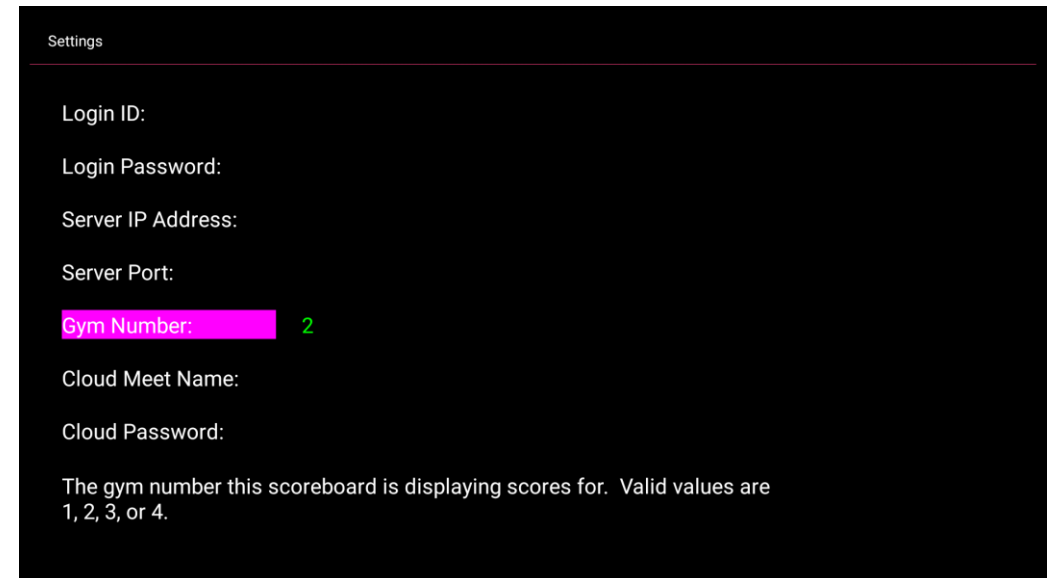 Settings
Login ID:
Login Password:
Server IP Address:
Server Port:
Gym Number: 2
Cloud Meet Name:
Cloud Password:
The gym number this scoreboard is displaying scores for.  Valid values are
1, 2, 3, or 4.